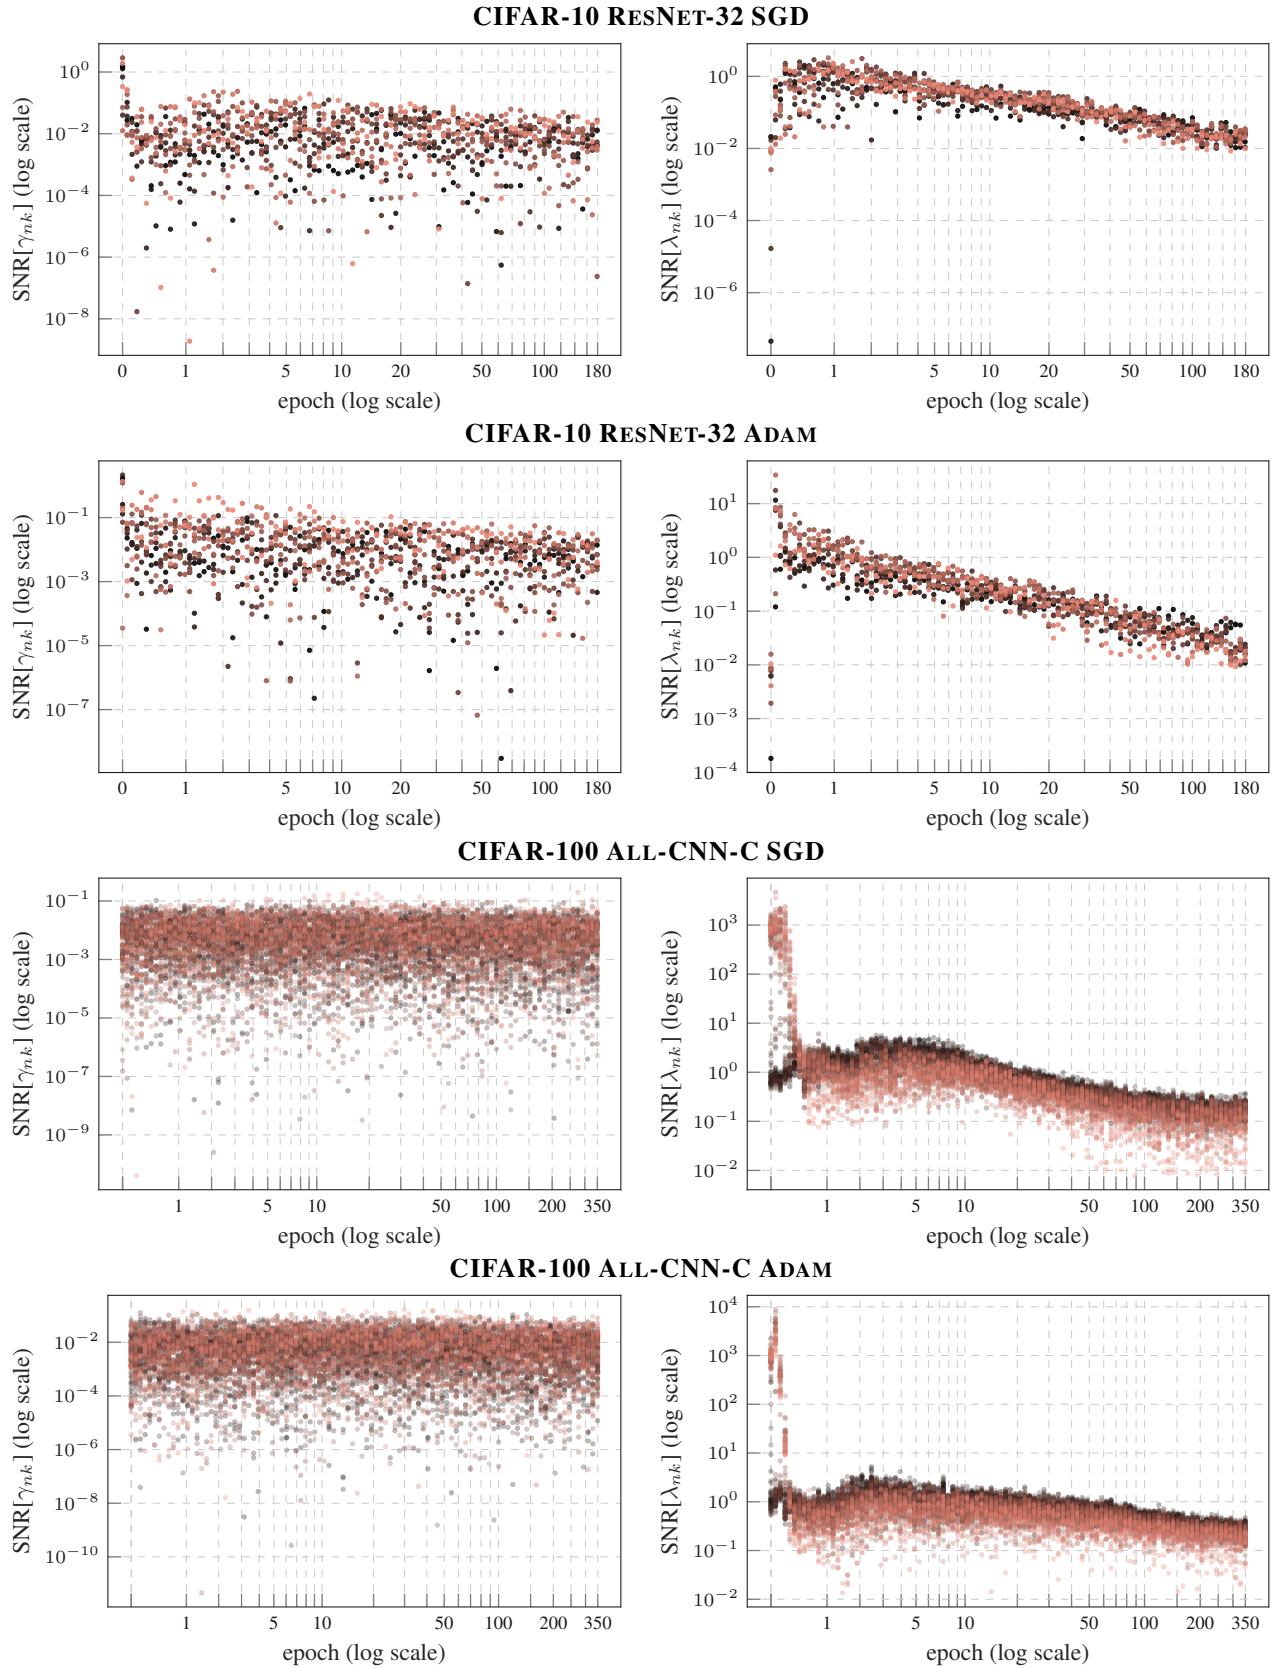 CIFAR-10 RESNET-32 SGD
SNR[γnk] (log scale)
10^0
10^−2
10^−4
10^−6
10^−8
0 1 5 10 20 50 100 180
epoch (log scale)
SNR[λnk] (log scale)
10^0
10^−2
10^−4
10^−6
0 1 5 10 20 50 100 180
epoch (log scale)
CIFAR-10 RESNET-32 ADAM
SNR[γnk] (log scale)
10^−1
10^−3
10^−5
10^−7
0 1 5 10 20 50 100 180
epoch (log scale)
SNR[λnk] (log scale)
10^1
10^0
10^−1
10^−2
10^−3
10^−4
0 1 5 10 20 50 100 180
epoch (log scale)
CIFAR-100 ALL-CNN-C SGD
SNR[γnk] (log scale)
10^−1
10^−3
10^−5
10^−7
10^−9
1 5 10 50 100 200 350
epoch (log scale)
SNR[λnk] (log scale)
10^3
10^2
10^1
10^0
10^−1
10^−2
1 5 10 50 100 200 350
epoch (log scale)
CIFAR-100 ALL-CNN-C ADAM
SNR[γnk] (log scale)
10^−2
10^−4
10^−6
10^−8
10^−10
1 5 10 50 100 200 350
epoch (log scale)
SNR[λnk] (log scale)
10^4
10^3
10^2
10^1
10^0
10^−1
10^−2
1 5 10 50 100 200 350
epoch (log scale)